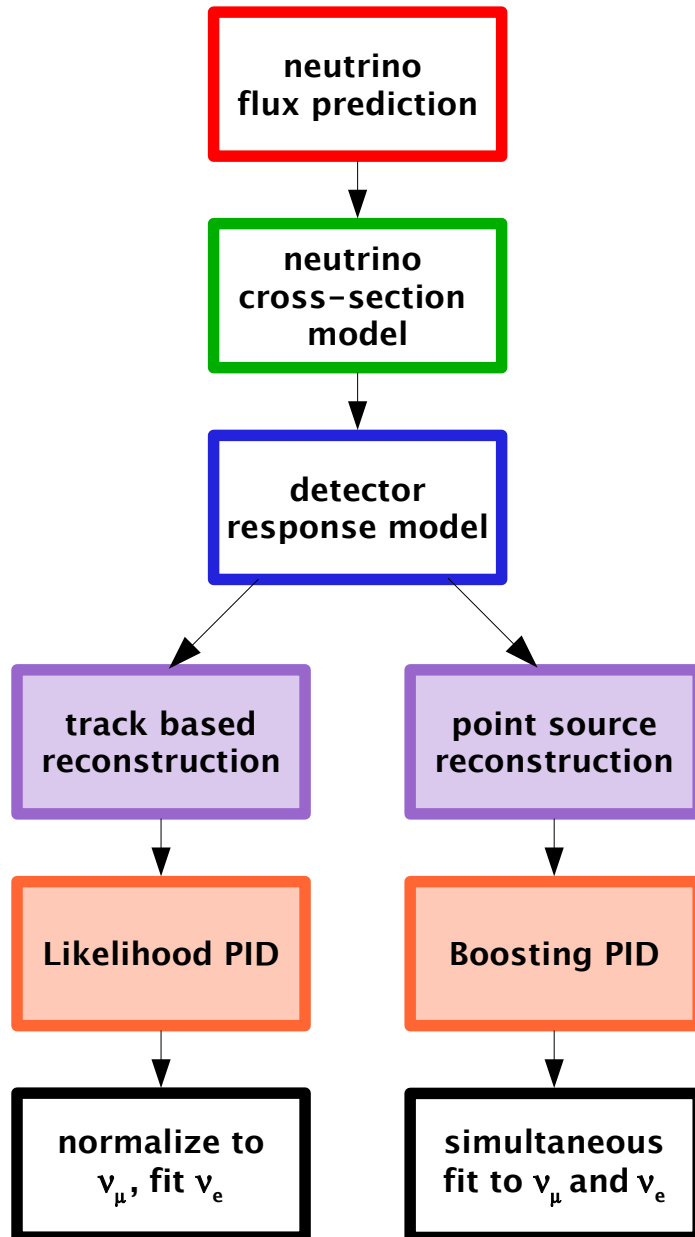 neutrino
flux prediction
neutrino
cross-section
model
detector
response model
track based
reconstruction
point source
reconstruction
Likelihood PID
Boosting PID
normalize to
νμ, fit νe
simultaneous
fit to νμ and νe